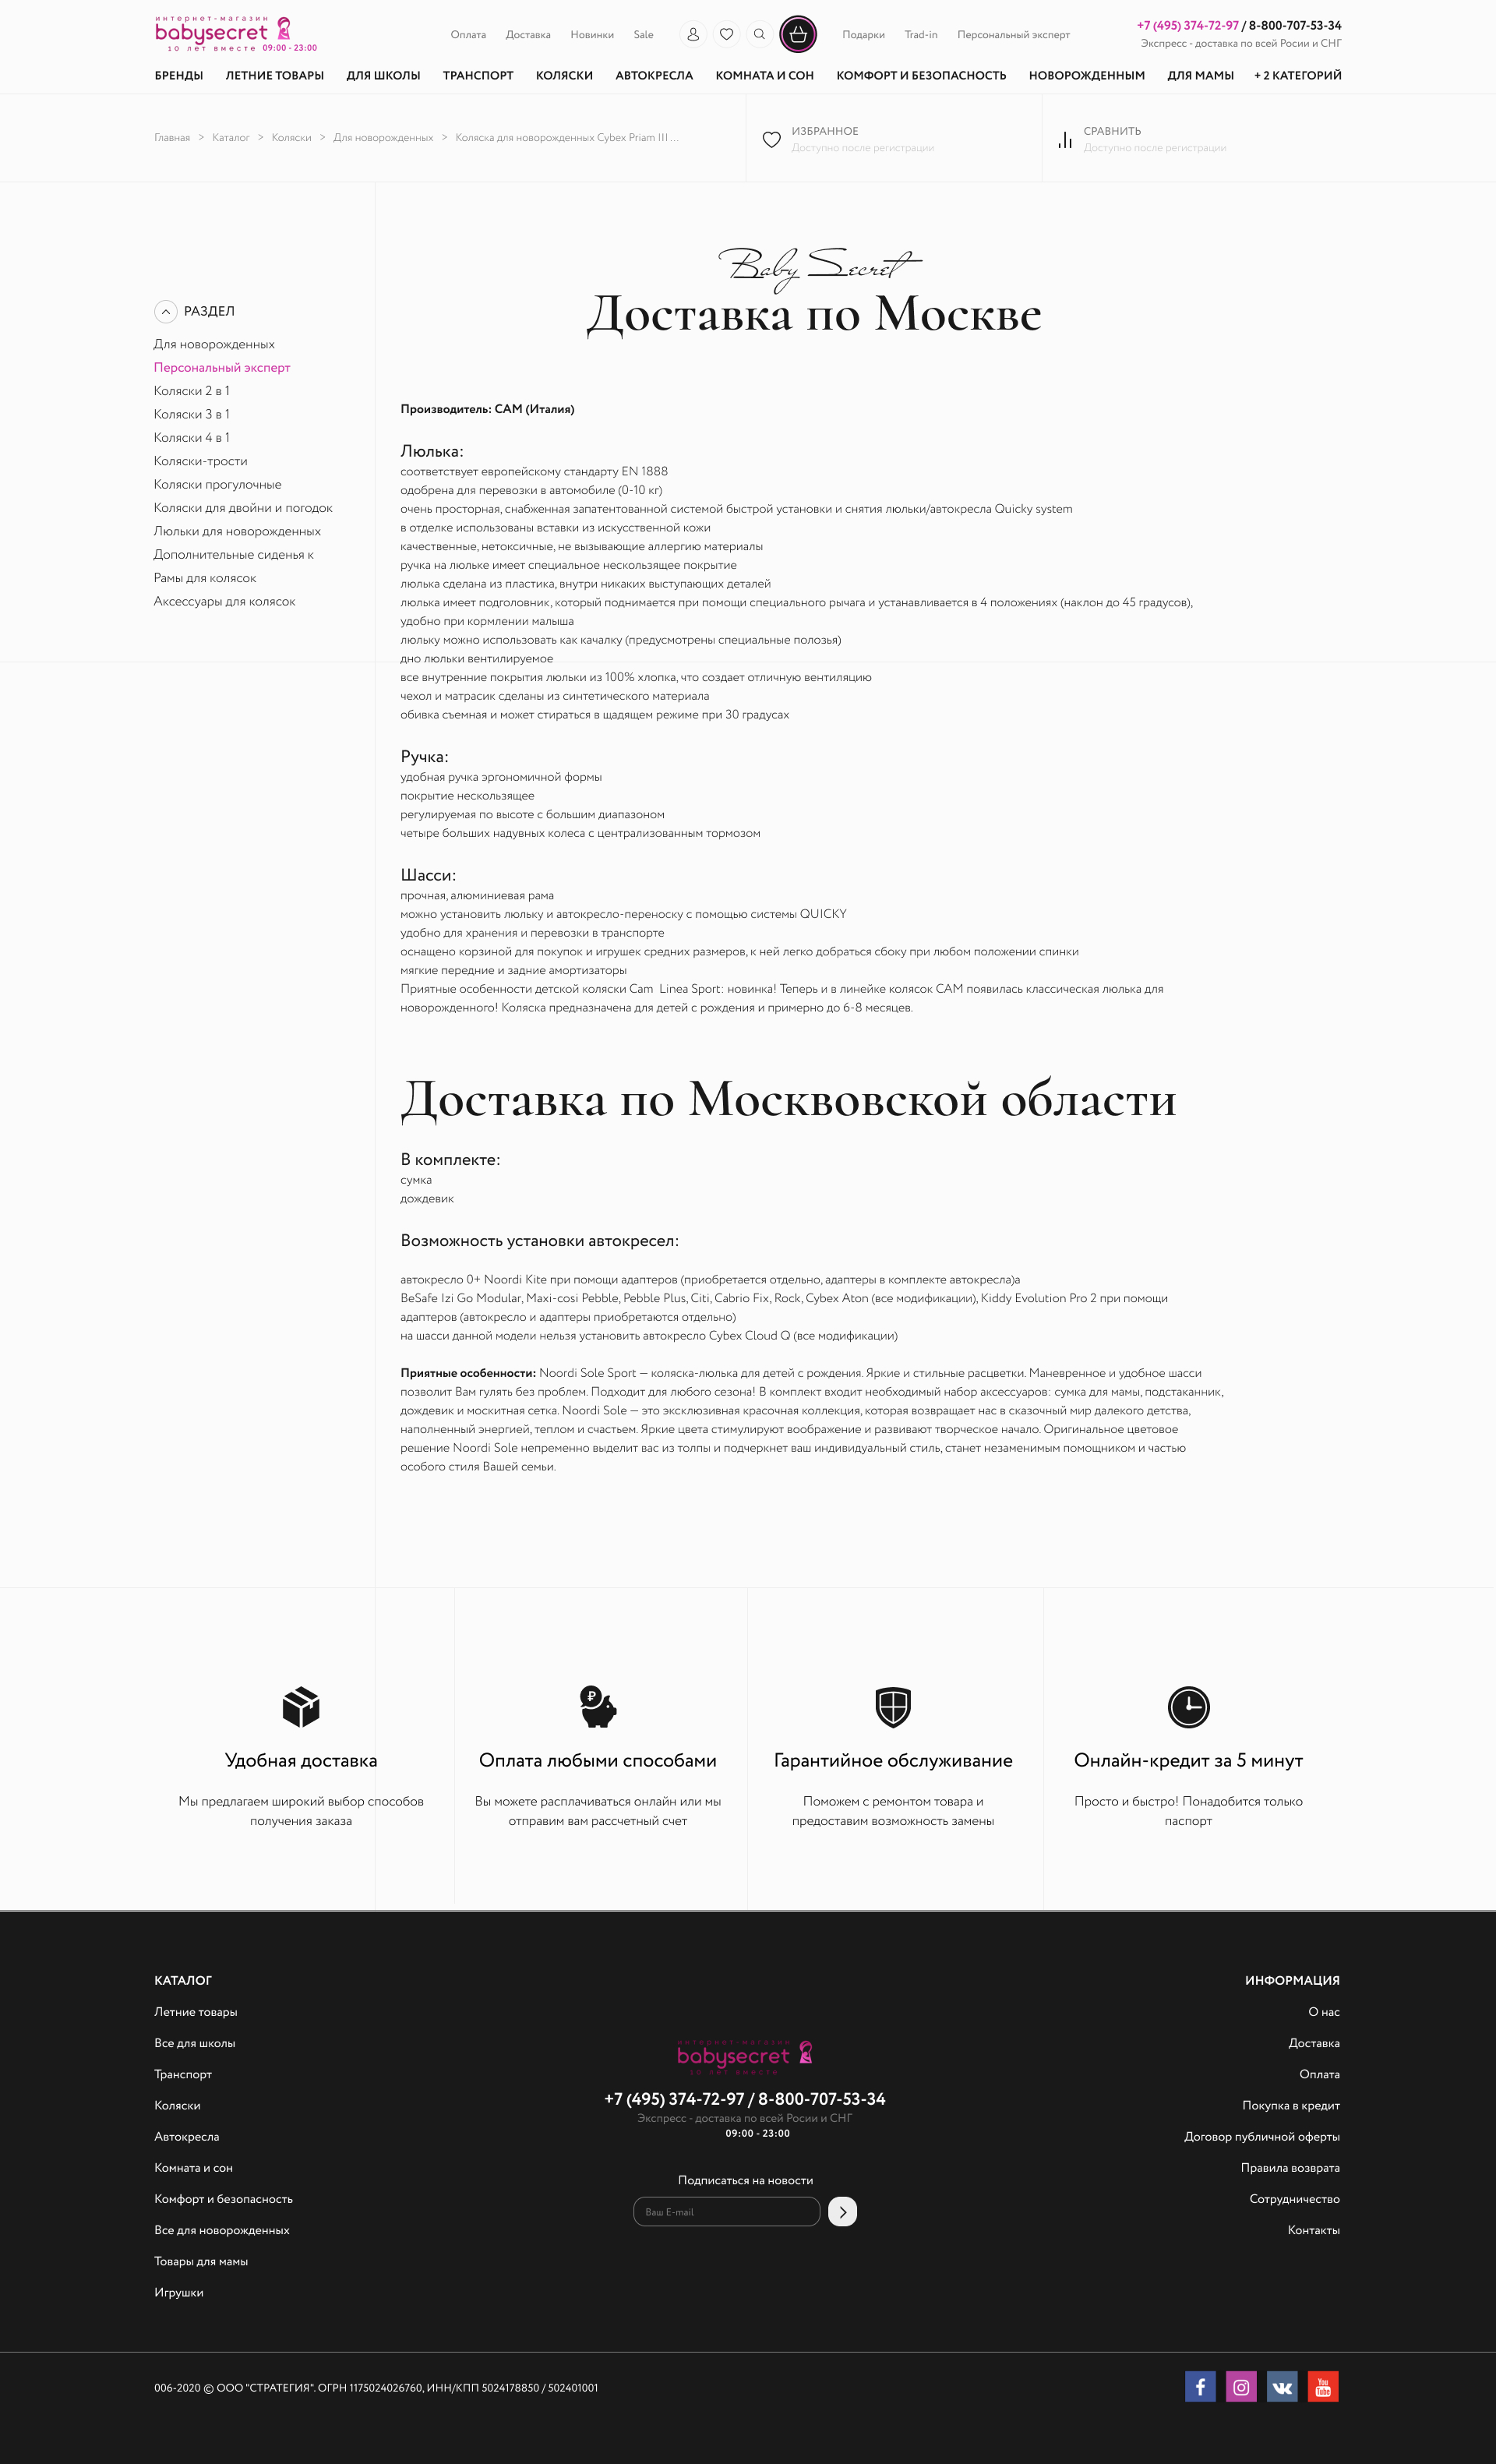 интернет-магазин
babysecret
10 лет вместе 09:00 - 23:00
Оплата Доставка Новинки Sale Подарки Trad-in Персональный эксперт
+7 (495) 374-72-97 / 8-800-707-53-34
Экспресс - доставка по всей Росии и СНГ
БРЕНДЫ ЛЕТНИЕ ТОВАРЫ ДЛЯ ШКОЛЫ ТРАНСПОРТ КОЛЯСКИ АВТОКРЕСЛА КОМНАТА И СОН КОМФОРТ И БЕЗОПАСНОСТЬ НОВОРОЖДЕННЫМ ДЛЯ МАМЫ + 2 КАТЕГОРИЙ
Главная > Каталог > Коляски > Для новорожденных > Коляска для новорожденных Cybex Priam III ...
ИЗБРАННОЕ
Доступно после регистрации
СРАВНИТЬ
Доступно после регистрации
РАЗДЕЛ
Для новорожденных
Персональный эксперт
Коляски 2 в 1
Коляски 3 в 1
Коляски 4 в 1
Коляски-трости
Коляски прогулочные
Коляски для двойни и погодок
Люльки для новорожденных
Дополнительные сиденья к
Рамы для колясок
Аксессуары для колясок
Baby Secret
Доставка по Москве
Производитель: CAM (Италия)
Люлька:
соответствует европейскому стандарту EN 1888
одобрена для перевозки в автомобиле (0-10 кг)
очень просторная, снабженная запатентованной системой быстрой установки и снятия люльки/автокресла Quicky system
в отделке использованы вставки из искусственной кожи
качественные, нетоксичные, не вызывающие аллергию материалы
ручка на люльке имеет специальное нескользящее покрытие
люлька сделана из пластика, внутри никаких выступающих деталей
люлька имеет подголовник, который поднимается при помощи специального рычага и устанавливается в 4 положениях (наклон до 45 градусов),
удобно при кормлении малыша
люльку можно использовать как качалку (предусмотрены специальные полозья)
дно люльки вентилируемое
все внутренние покрытия люльки из 100% хлопка, что создает отличную вентиляцию
чехол и матрасик сделаны из синтетического материала
обивка съемная и может стираться в щадящем режиме при 30 градусах
Ручка:
удобная ручка эргономичной формы
покрытие нескользящее
регулируемая по высоте с большим диапазоном
четыре больших надувных колеса с централизованным тормозом
Шасси:
прочная, алюминиевая рама
можно установить люльку и автокресло-переноску с помощью системы QUICKY
удобно для хранения и перевозки в транспорте
оснащено корзиной для покупок и игрушек средних размеров, к ней легко добраться сбоку при любом положении спинки
мягкие передние и задние амортизаторы
Приятные особенности детской коляски Cam Linea Sport: новинка! Теперь и в линейке колясок CAM появилась классическая люлька для
новорожденного! Коляска предназначена для детей с рождения и примерно до 6-8 месяцев.
Доставка по Москвовской области
В комплекте:
сумка
дождевик
Возможность установки автокресел:
автокресло 0+ Noordi Kite при помощи адаптеров (приобретается отдельно, адаптеры в комплекте автокресла)а
BeSafe Izi Go Modular, Maxi-cosi Pebble, Pebble Plus, Citi, Cabrio Fix, Rock, Cybex Aton (все модификации), Kiddy Evolution Pro 2 при помощи
адаптеров (автокресло и адаптеры приобретаются отдельно)
на шасси данной модели нельзя установить автокресло Cybex Cloud Q (все модификации)
Приятные особенности: Noordi Sole Sport — коляска-люлька для детей с рождения. Яркие и стильные расцветки. Маневренное и удобное шасси
позволит Вам гулять без проблем. Подходит для любого сезона! В комплект входит необходимый набор аксессуаров: сумка для мамы, подстаканник,
дождевик и москитная сетка. Noordi Sole — это эксклюзивная красочная коллекция, которая возвращает нас в сказочный мир далекого детства,
наполненный энергией, теплом и счастьем. Яркие цвета стимулируют воображение и развивают творческое начало. Оригинальное цветовое
решение Noordi Sole непременно выделит вас из толпы и подчеркнет ваш индивидуальный стиль, станет незаменимым помощником и частью
особого стиля Вашей семьи.
Удобная доставка
Мы предлагаем широкий выбор способов
получения заказа
Оплата любыми способами
Вы можете расплачиваться онлайн или мы
отправим вам рассчетный счет
Гарантийное обслуживание
Поможем с ремонтом товара и
предоставим возможность замены
Онлайн-кредит за 5 минут
Просто и быстро! Понадобится только
паспорт
КАТАЛОГ
Летние товары
Все для школы
Транспорт
Коляски
Автокресла
Комната и сон
Комфорт и безопасность
Все для новорожденных
Товары для мамы
Игрушки
интернет-магазин
babysecret
10 лет вместе
+7 (495) 374-72-97 / 8-800-707-53-34
Экспресс - доставка по всей Росии и СНГ
09:00 - 23:00
Подписаться на новости
Ваш E-mail
ИНФОРМАЦИЯ
О нас
Доставка
Оплата
Покупка в кредит
Договор публичной оферты
Правила возврата
Сотрудничество
Контакты
006-2020 © ООО "СТРАТЕГИЯ". ОГРН 1175024026760, ИНН/КПП 5024178850 / 502401001
You Tube